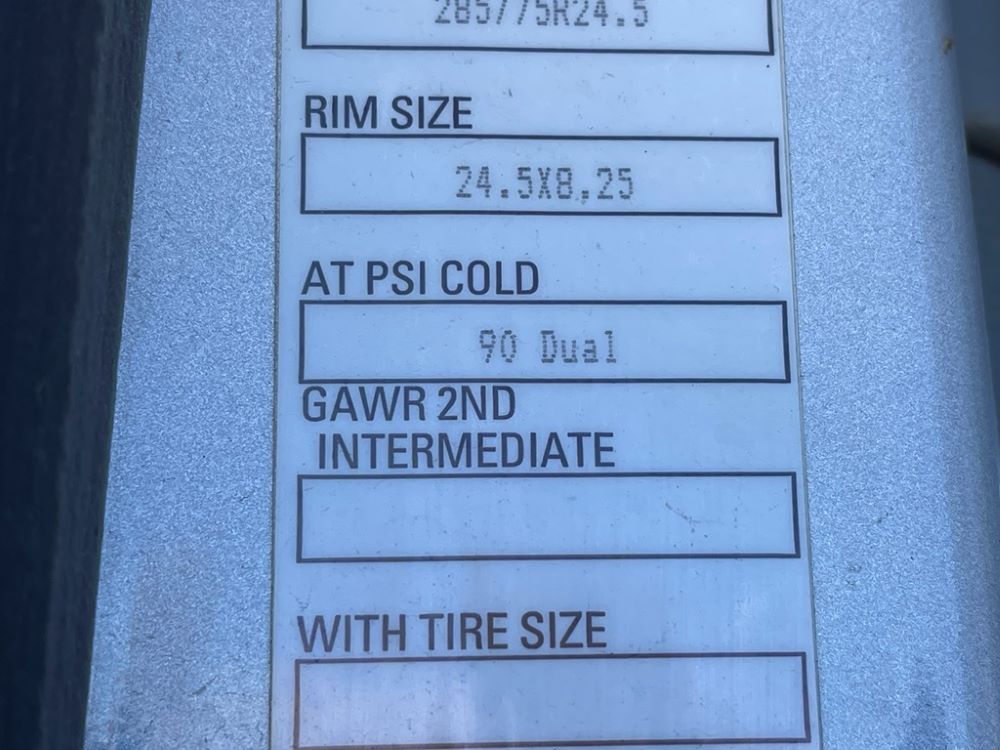 285/75R24.5
RIM SIZE
24.5X8.25
AT PSI COLD
90 Dual
GAWR 2ND
INTERMEDIATE
WITH TIRE SIZE